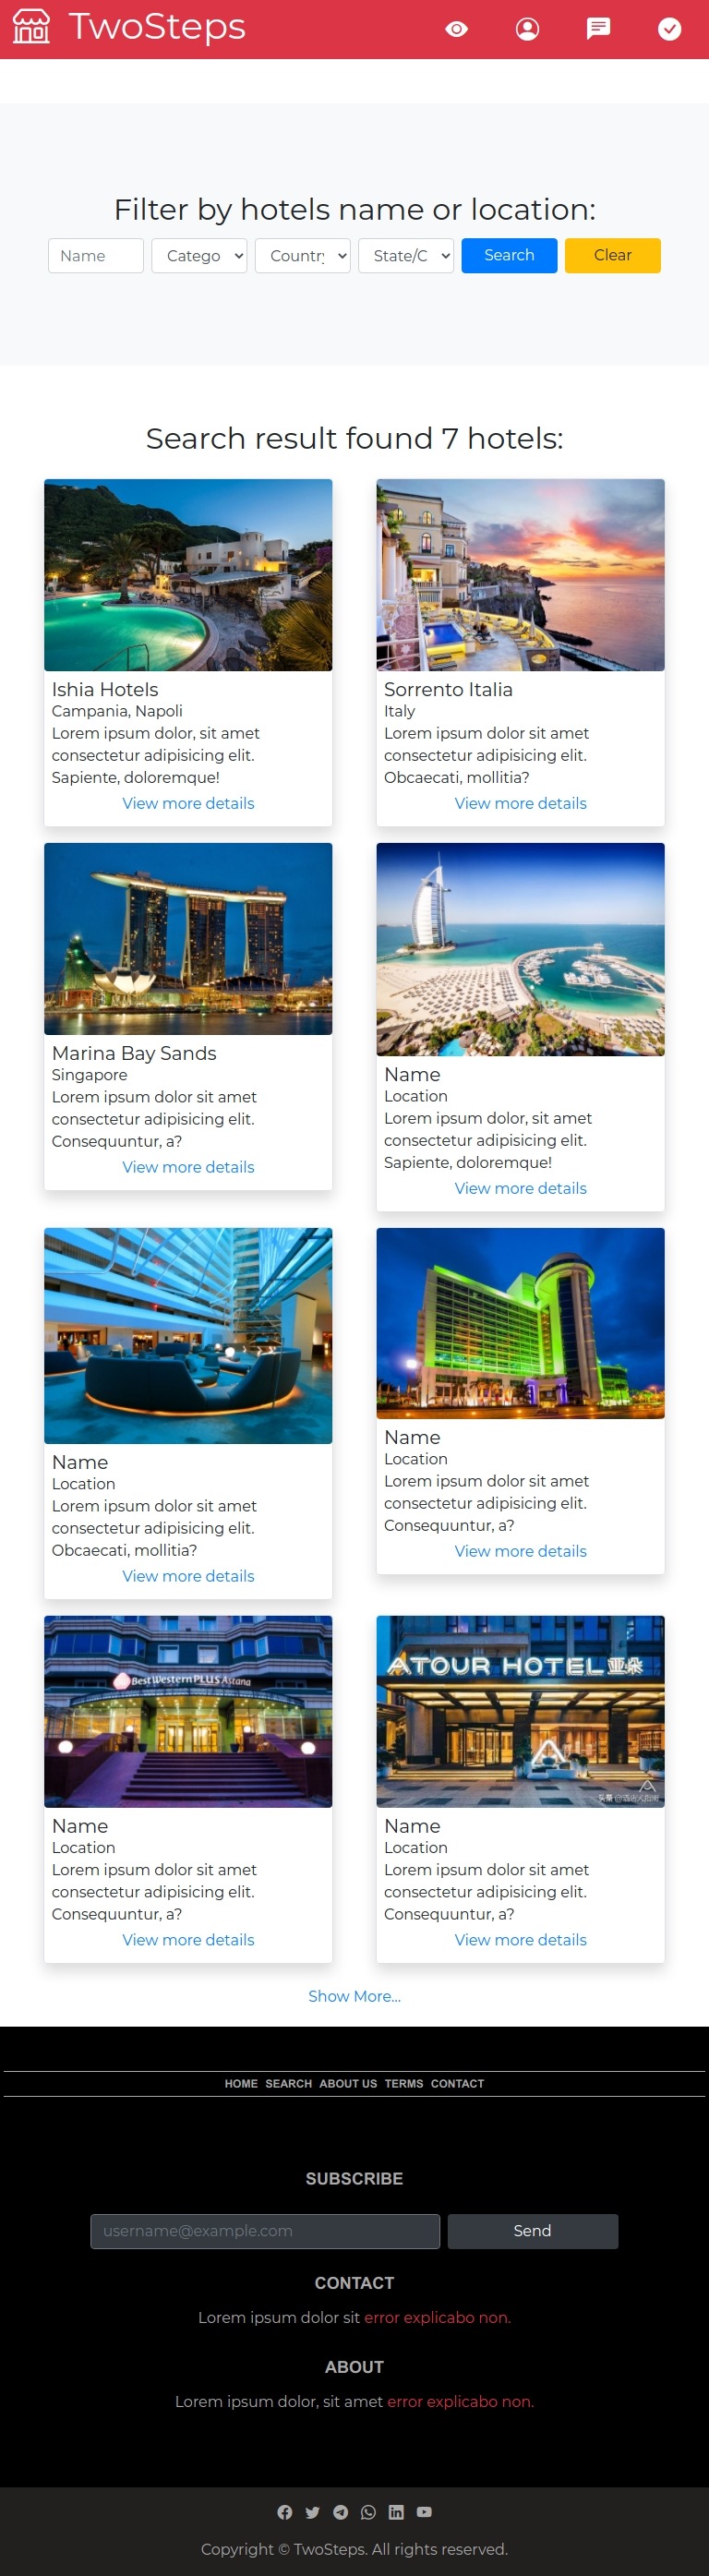 TwoSteps
Filter by hotels name or location:
Name
Catego
Country
State/C
Search
Clear
Search result found 7 hotels:
Ishia Hotels
Campania, Napoli
Lorem ipsum dolor, sit amet
consectetur adipisicing elit.
Sapiente, doloremque!
View more details
Sorrento Italia
Italy
Lorem ipsum dolor sit amet
consectetur adipisicing elit.
Obcaecati, mollitia?
View more details
Marina Bay Sands
Singapore
Lorem ipsum dolor sit amet
consectetur adipisicing elit.
Consequuntur, a?
View more details
Name
Location
Lorem ipsum dolor, sit amet
consectetur adipisicing elit.
Sapiente, doloremque!
View more details
Name
Location
Lorem ipsum dolor sit amet
consectetur adipisicing elit.
Obcaecati, mollitia?
View more details
Name
Location
Lorem ipsum dolor sit amet
consectetur adipisicing elit.
Consequuntur, a?
View more details
Best Western PLUS Astana
Name
Location
Lorem ipsum dolor sit amet
consectetur adipisicing elit.
Consequuntur, a?
View more details
ATOUR HOTEL 亚朵
Name
Location
Lorem ipsum dolor sit amet
consectetur adipisicing elit.
Consequuntur, a?
View more details
Show More...
HOME SEARCH ABOUT US TERMS CONTACT
SUBSCRIBE
username@example.com
Send
CONTACT
Lorem ipsum dolor sit error explicabo non.
ABOUT
Lorem ipsum dolor, sit amet error explicabo non.
Copyright © TwoSteps. All rights reserved.